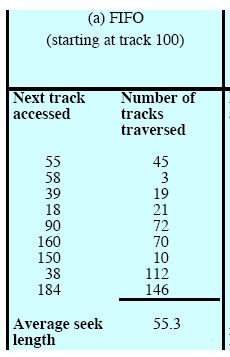 (a) FIFO
(starting at track 100)
Next track Number of
accessed tracks
traversed
55 45
58 3
39 19
18 21
90 72
160 70
150 10
38 112
184 146
Average seek 55.3
length